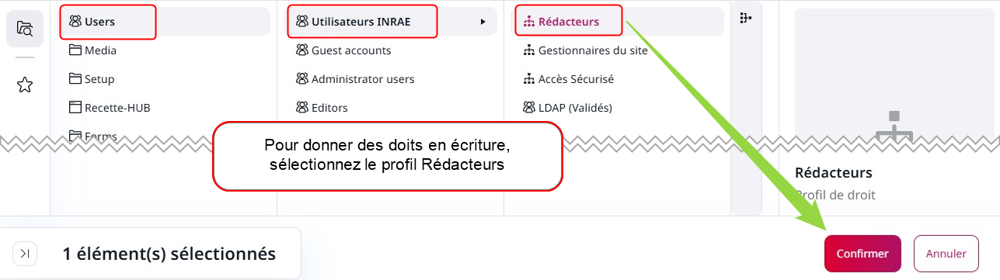 Users
Media
Setup
Recette-HUB
Forms
Utilisateurs INRAE
Guest accounts
Administrator users
Editors
Rédacteurs
Gestionnaires du site
Accès Sécurisé
LDAP (Validés)
Pour donner des doits en écriture,
sélectionnez le profil Rédacteurs
Rédacteurs
Profil de droit
1 élément(s) sélectionnés
Confirmer
Annuler